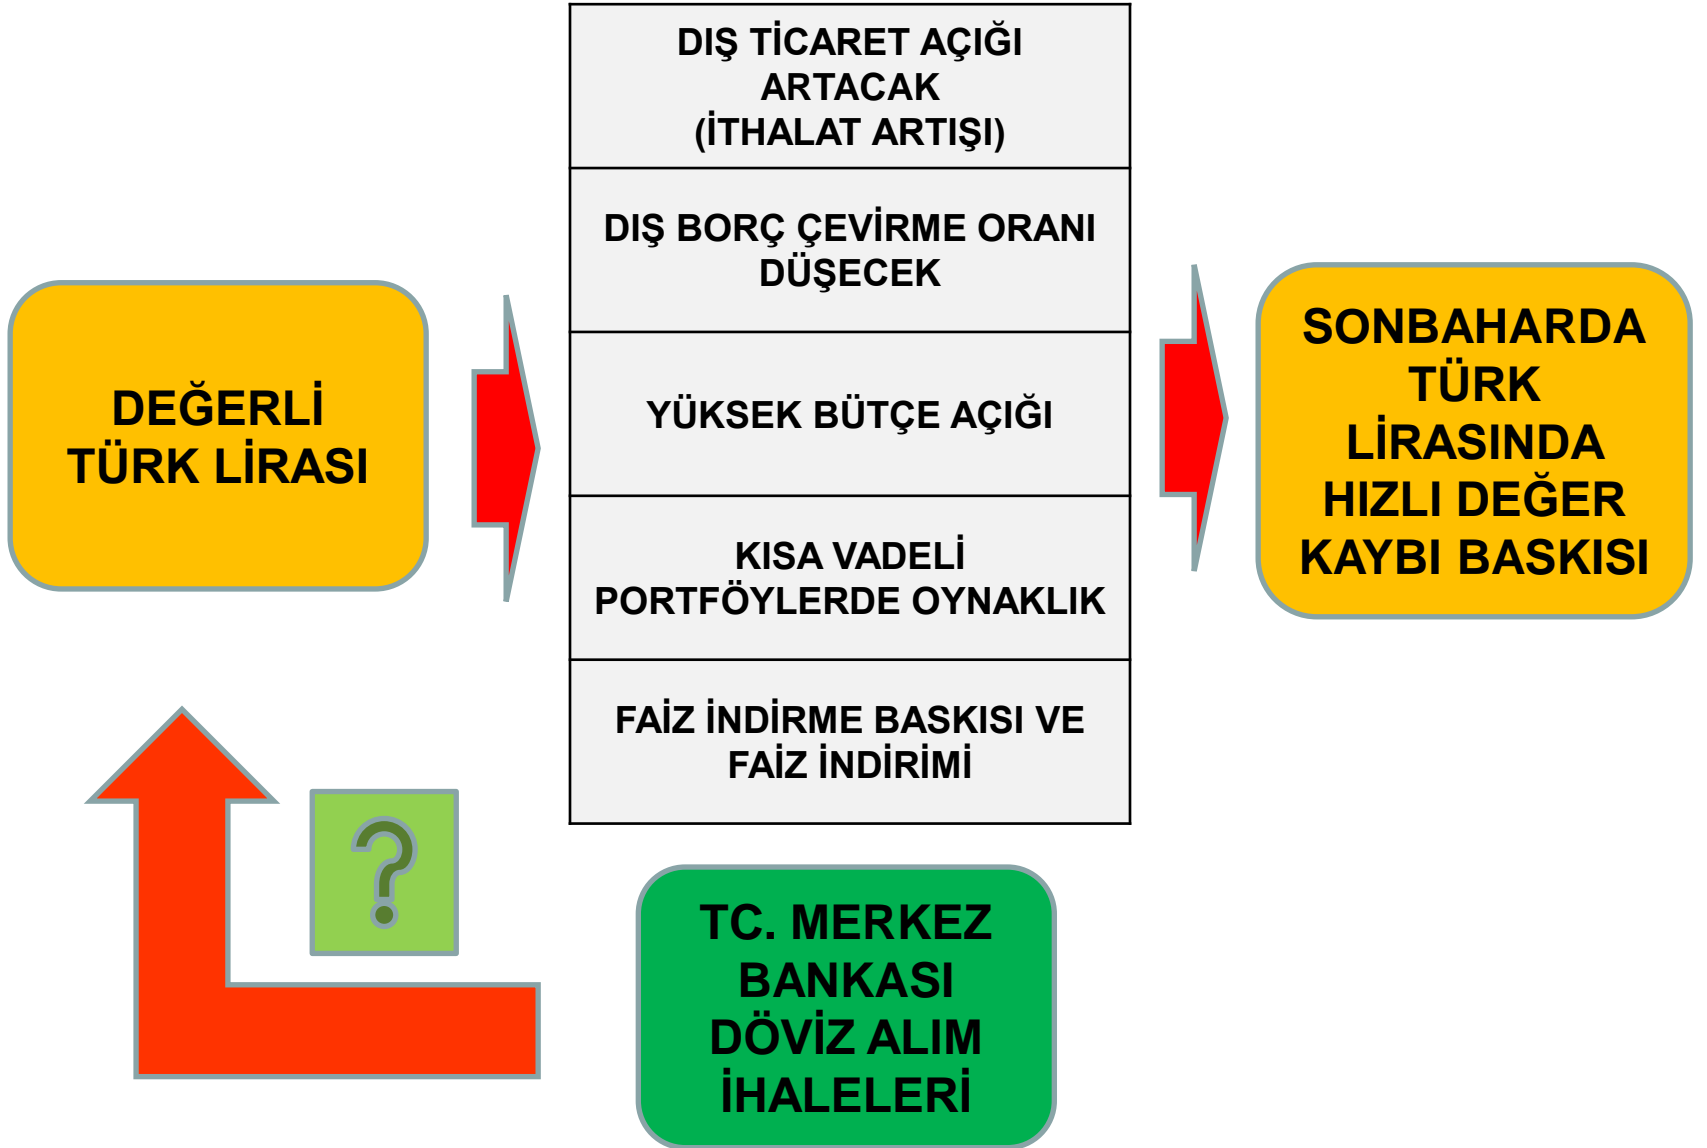 DIŞ TİCARET AÇIĞI
ARTACAK
(İTHALAT ARTIŞI)
DIŞ BORÇ ÇEVİRME ORANI
DÜŞECEK
YÜKSEK BÜTÇE AÇIĞI
KISA VADELİ
PORTFÖYLERDE OYNAKLIK
FAİZ İNDİRME BASKISI VE
FAİZ İNDİRİMİ
DEĞERLİ
TÜRK LİRASI
SONBAHARDA
TÜRK
LİRASINDA
HIZLI DEĞER
KAYBI BASKISI
?
TC. MERKEZ
BANKASI
DÖVİZ ALIM
İHALELERİ